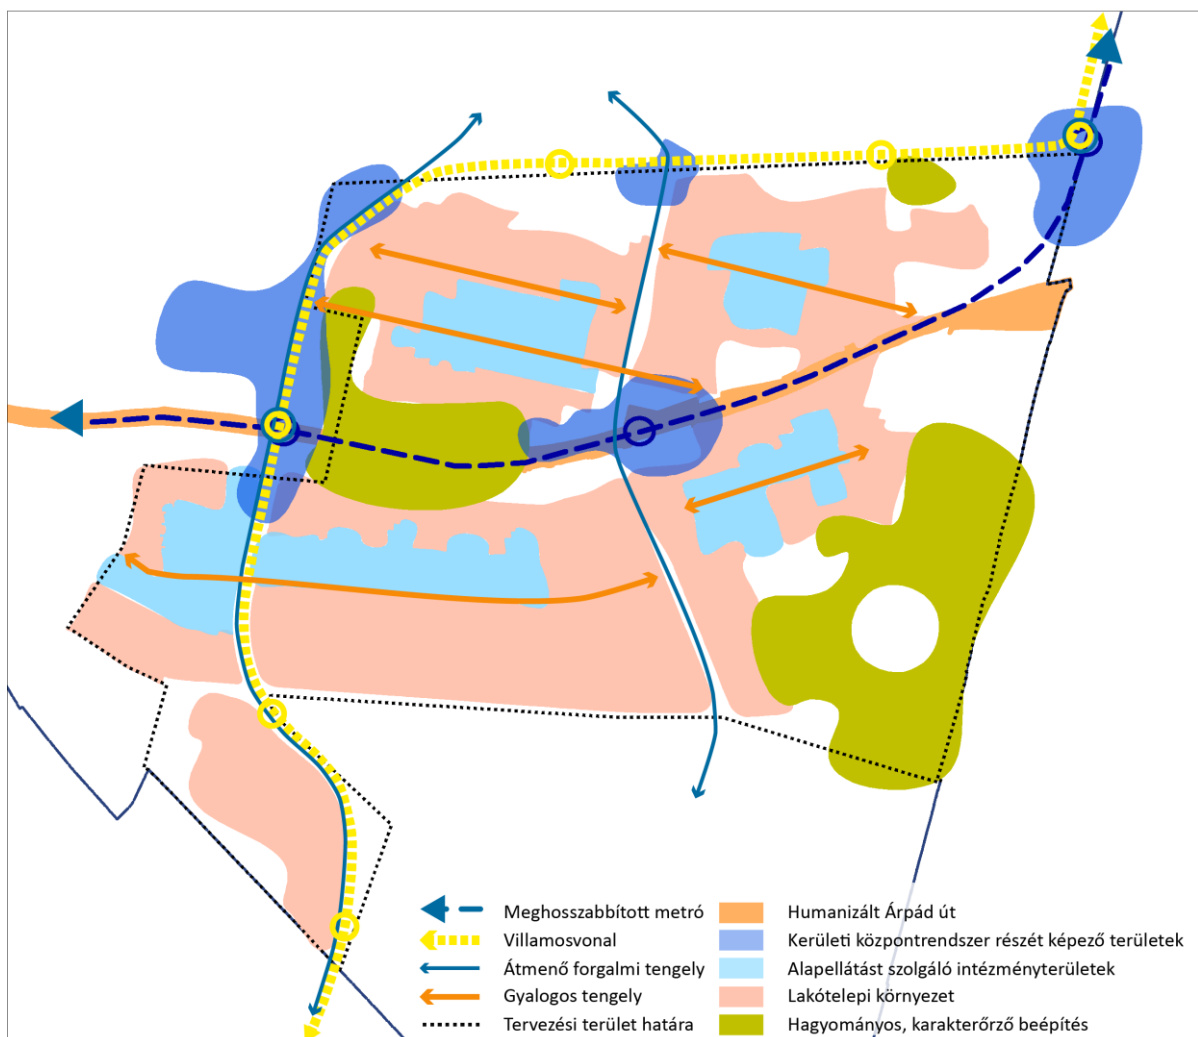 Meghosszabbított metró
Villamosvonal
Átmenő forgalmi tengely
Gyalogos tengely
Tervezési terület határa
Humanizált Árpád út
Kerületi központrendszer részét képező területek
Alapellátást szolgáló intézményterületek
Lakótelepi környezet
Hagyományos, karakterőrző beépítés